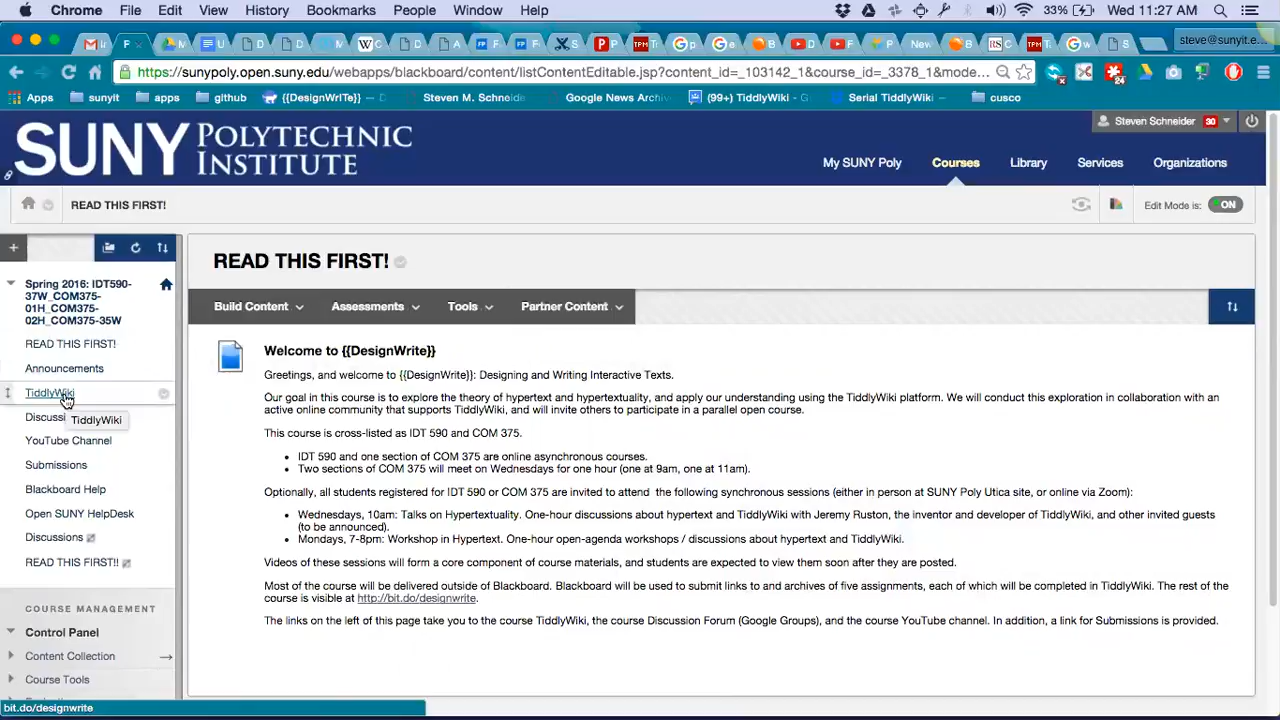 Chrome File Edit View History Bookmarks People Window Help 33% Wed 11:27 AM
steve@sunyit.e...
https://sunypoly.open.suny.edu/webapps/blackboard/content/listContentEditable.jsp?content_id=_103142_1&course_id=_3378_1&mode...
Apps sunyit apps github {{DesignWriTe}} — D Steven M. Schneide Google News Archiv (99+) TiddlyWiki - G Serial TiddlyWiki — cusco
SUNY POLYTECHNIC INSTITUTE
Steven Schneider 30
My SUNY Poly Courses Library Services Organizations
READ THIS FIRST! Edit Mode is: ON
READ THIS FIRST!
Build Content Assessments Tools Partner Content
Spring 2016: IDT590-
37W_COM375-
01H_COM375-
02H_COM375-35W
READ THIS FIRST!
Announcements
TiddlyWiki
Discussi
TiddlyWiki
YouTube Channel
Submissions
Blackboard Help
Open SUNY HelpDesk
Discussions
READ THIS FIRST!!
COURSE MANAGEMENT
Control Panel
Content Collection
Course Tools
Welcome to {{DesignWrite}}
Greetings, and welcome to {{DesignWrite}: Designing and Writing Interactive Texts.
Our goal in this course is to explore the theory of hypertext and hypertextuality, and apply our understanding using the TiddlyWiki platform. We will conduct this exploration in collaboration with an
active online community that supports TiddlyWiki, and will invite others to participate in a parallel open course.
This course is cross-listed as IDT 590 and COM 375.
• IDT 590 and one section of COM 375 are online asynchronous courses.
• Two sections of COM 375 will meet on Wednesdays for one hour (one at 9am, one at 11am).
Optionally, all students registered for IDT 590 or COM 375 are invited to attend the following synchronous sessions (either in person at SUNY Poly Utica site, or online via Zoom):
• Wednesdays, 10am: Talks on Hypertextuality. One-hour discussions about hypertext and TiddlyWiki with Jeremy Ruston, the inventor and developer of TiddlyWiki, and other invited guests
(to be announced).
• Mondays, 7-8pm: Workshop in Hypertext. One-hour open-agenda workshops / discussions about hypertext and TiddlyWiki.
Videos of these sessions will form a core component of course materials, and students are expected to view them soon after they are posted.
Most of the course will be delivered outside of Blackboard. Blackboard will be used to submit links to and archives of five assignments, each of which will be completed in TiddlyWiki. The rest of the
course is visible at http://bit.do/designwrite.
The links on the left of this page take you to the course TiddlyWiki, the course Discussion Forum (Google Groups), and the course YouTube channel. In addition, a link for Submissions is provided.
bit.do/designwrite